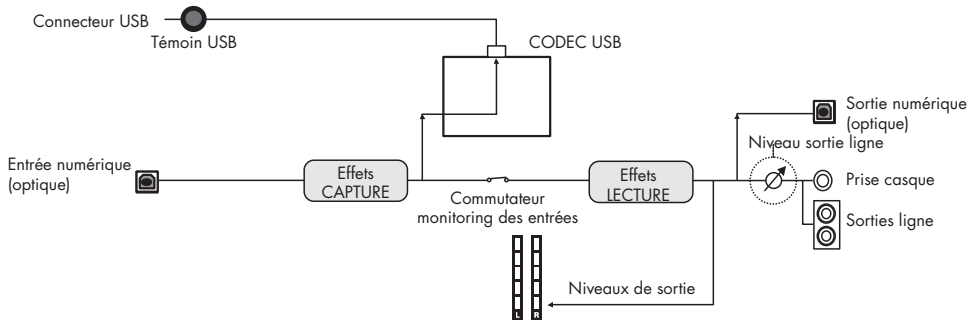 Connecteur USB
Témoin USB
CODEC USB
Sortie numérique
(optique)
Niveau sortie ligne
Entrée numérique
(optique)
Effets
CAPTURE
Commutateur
monitoring des entrées
Effets
LECTURE
Prise casque
Sorties ligne
Niveaux de sortie
L
R